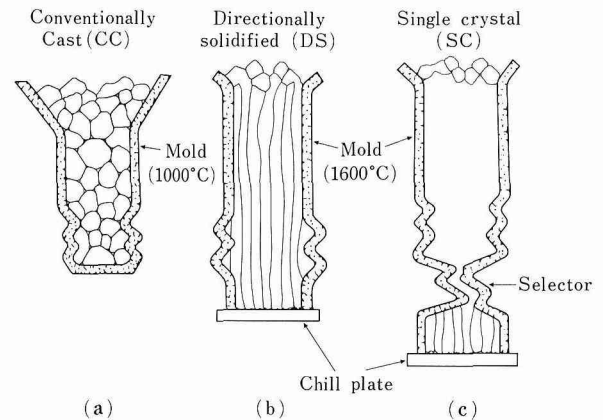 Conventionally
Cast (CC)
Directionally
solidified (DS)
Single crystal
(SC)
Mold
(1000°C)
Mold
(1600°C)
Selector
Chill plate
(a)
(b)
(c)